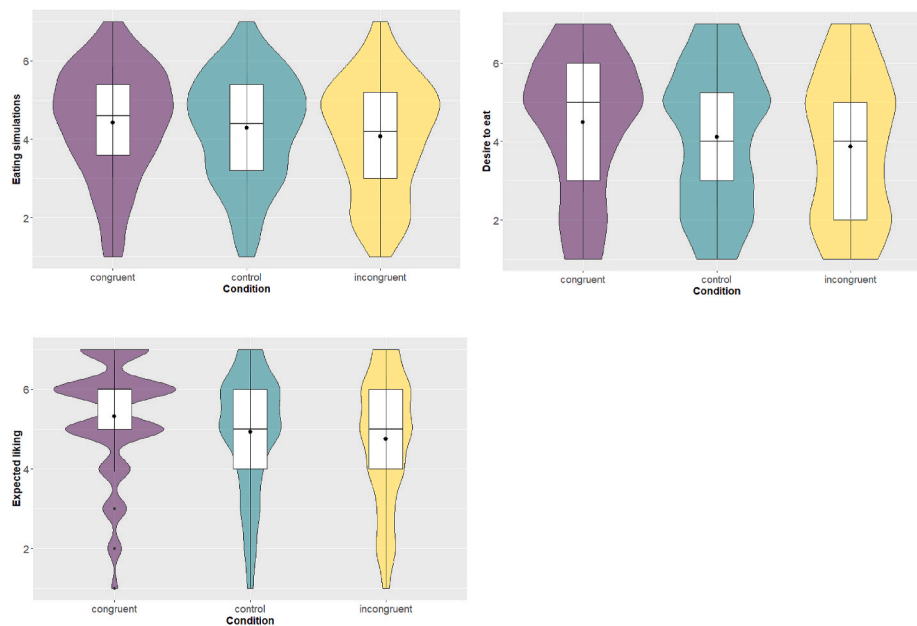 Eating simulations
6
4
2
congruent control incongruent
Condition
Desire to eat
6
4
2
congruent control incongruent
Condition
Expected liking
6
4
2
congruent control incongruent
Condition